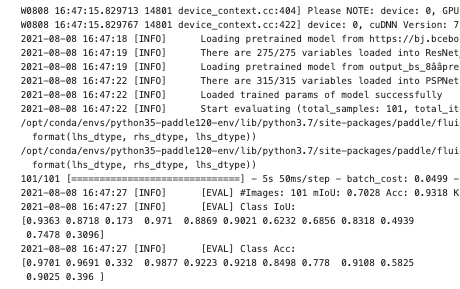 W0808 16:47:15.829713 14801 device_context.cc:404] Please NOTE: device: 0, GPU
W0808 16:47:15.829767 14801 device_context.cc:422] device: 0, cuDNN Version: 7
2021-08-08 16:47:18 [INFO] Loading pretrained model from https://bj.bcebo
2021-08-08 16:47:19 [INFO] There are 275/275 variables loaded into ResNet
2021-08-08 16:47:19 [INFO] Loading pretrained model from output_bs_8ååpre
2021-08-08 16:47:22 [INFO] There are 315/315 variables loaded into PSPNet
2021-08-08 16:47:22 [INFO] Loaded trained params of model successfully
2021-08-08 16:47:22 [INFO] Start evaluating (total_samples: 101, total_it
/opt/conda/envs/python35-paddle120-env/lib/python3.7/site-packages/paddle/flui
format(lhs_dtype, rhs_dtype, lhs_dtype))
/opt/conda/envs/python35-paddle120-env/lib/python3.7/site-packages/paddle/flui
format(lhs_dtype, rhs_dtype, lhs_dtype))
101/101 [==============================] - 5s 50ms/step - batch_cost: 0.0499 -
2021-08-08 16:47:27 [INFO] [EVAL] #Images: 101 mIoU: 0.7028 Acc: 0.9318 K
2021-08-08 16:47:27 [INFO] [EVAL] Class IoU:
[0.9363 0.8718 0.173 0.971 0.8869 0.9021 0.6232 0.6856 0.8318 0.4939
0.7478 0.3096]
2021-08-08 16:47:27 [INFO] [EVAL] Class Acc:
[0.9701 0.9691 0.332 0.9877 0.9223 0.9218 0.8498 0.778 0.9108 0.5825
0.9025 0.396 ]